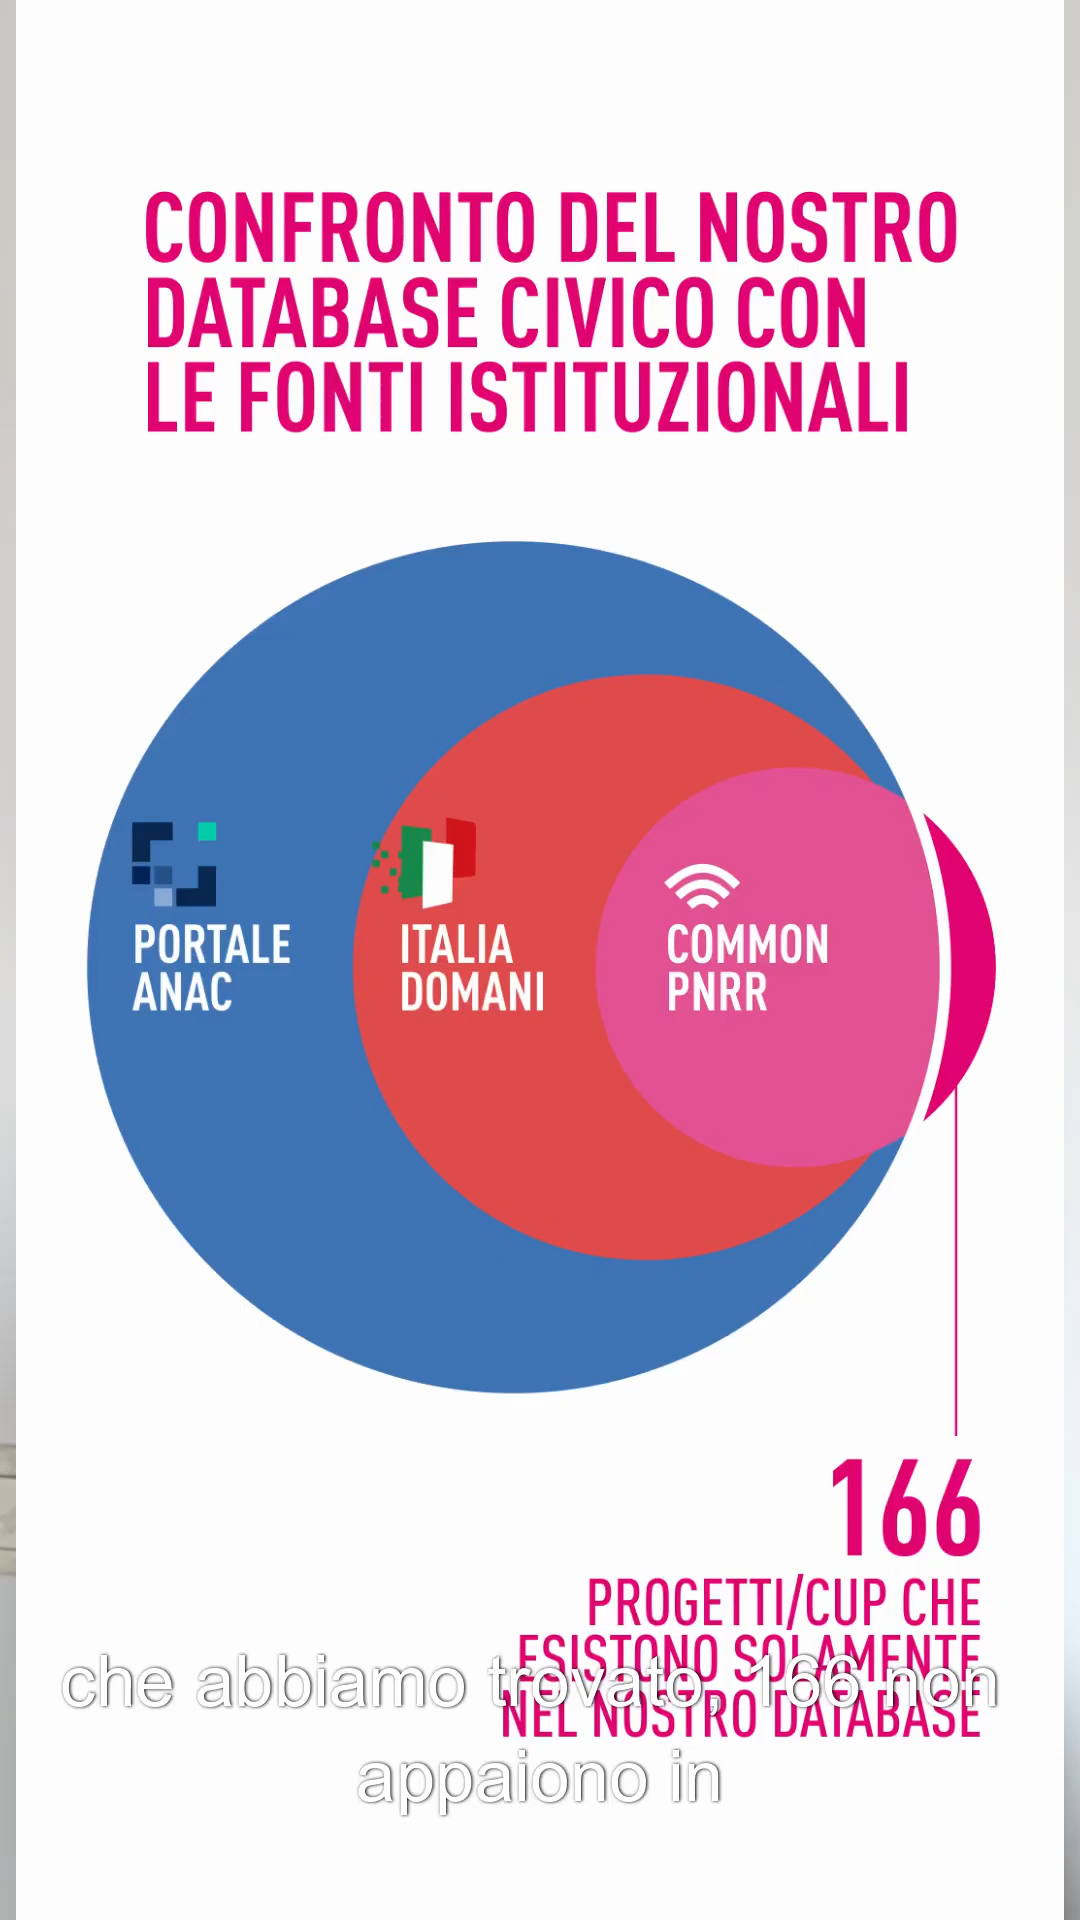 CONFRONTO DEL NOSTRO
DATABASE CIVICO CON
LE FONTI ISTITUZIONALI
PORTALE
ANAC
ITALIA
DOMANI
COMMON
PNRR
166
PROGETTI/CUP CHE
ESISTONO SOLAMENTE
NEL NOSTRO DATABASE
che abbiamo trovato, 166 non
appaiono in